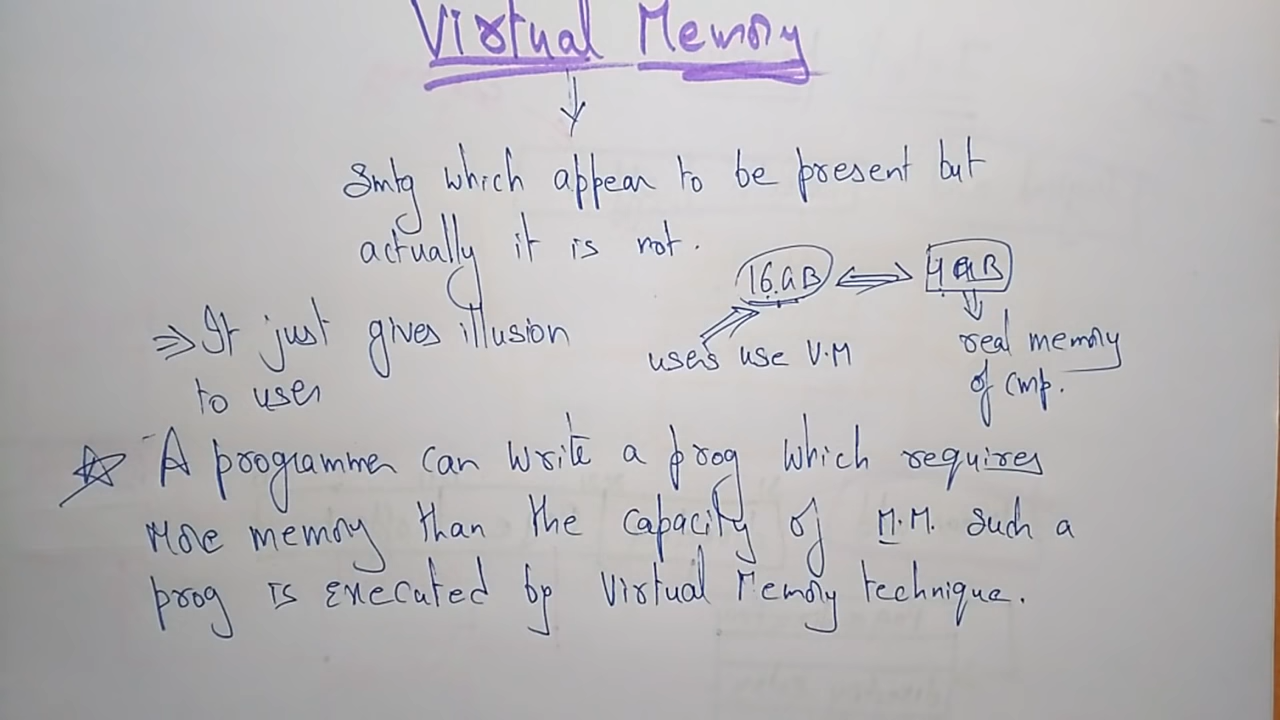 Virtual Memory
Smtg which appear to be present but
actually it is not.
16GB 4GB
⇒ It just gives illusion
to user
users use V.M
real memory
of cmp.
A programmer can write a prog which requires
more memory than the capacity of M.M. such a
prog is executed by Virtual Memory technique.